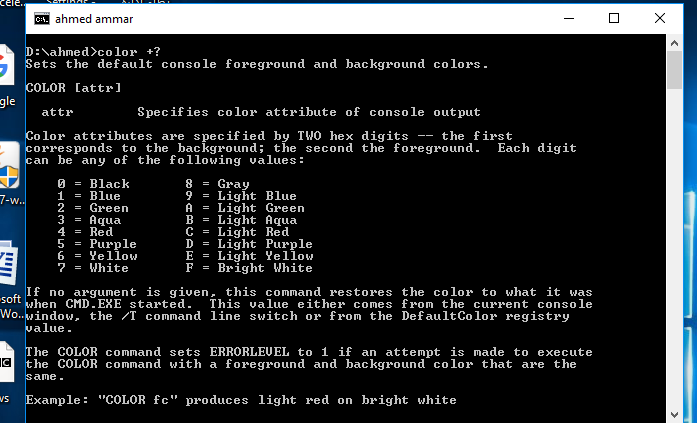 ahmed ammar
D:\ahmed>color +?
Sets the default console foreground and background colors.
COLOR [attr]
attr        Specifies color attribute of console output
Color attributes are specified by TWO hex digits -- the first
corresponds to the background; the second the foreground.  Each digit
can be any of the following values:
0 = Black       8 = Gray
1 = Blue        9 = Light Blue
2 = Green       A = Light Green
3 = Aqua        B = Light Aqua
4 = Red         C = Light Red
5 = Purple      D = Light Purple
6 = Yellow      E = Light Yellow
7 = White       F = Bright White
If no argument is given, this command restores the color to what it was
when CMD.EXE started.  This value either comes from the current console
window, the /T command line switch or from the DefaultColor registry
value.
The COLOR command sets ERRORLEVEL to 1 if an attempt is made to execute
the COLOR command with a foreground and background color that are the
same.
Example: "COLOR fc" produces light red on bright white